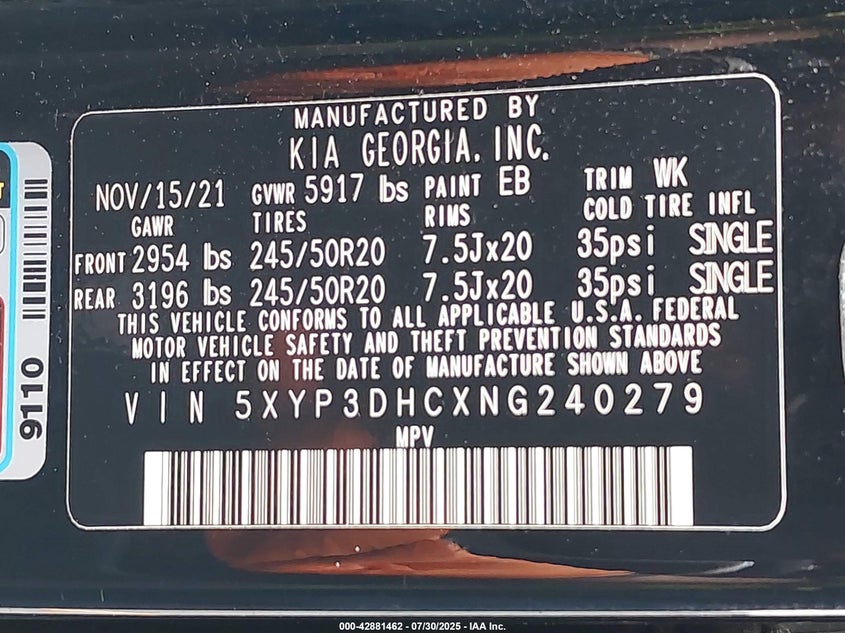 MANUFACTURED BY
KIA GEORGIA. INC.
NOV/15/21 GVWR 5917 lbs PAINT EB TRIM WK
GAWR TIRES RIMS COLD TIRE INFL
FRONT 2954 lbs 245/50R20 7.5Jx20 35psi SINGLE
REAR 3196 lbs 245/50R20 7.5Jx20 35psi SINGLE
THIS VEHICLE CONFORMS TO ALL APPLICABLE U.S.A. FEDERAL
MOTOR VEHICLE SAFETY AND THEFT PREVENTION STANDARDS
IN EFFECT ON THE DATE OF MANUFACTURE SHOWN ABOVE
VIN 5XYP3DHCXNG240279
MPV
9110
000-42881462 - 07/30/2025 - IAA Inc.